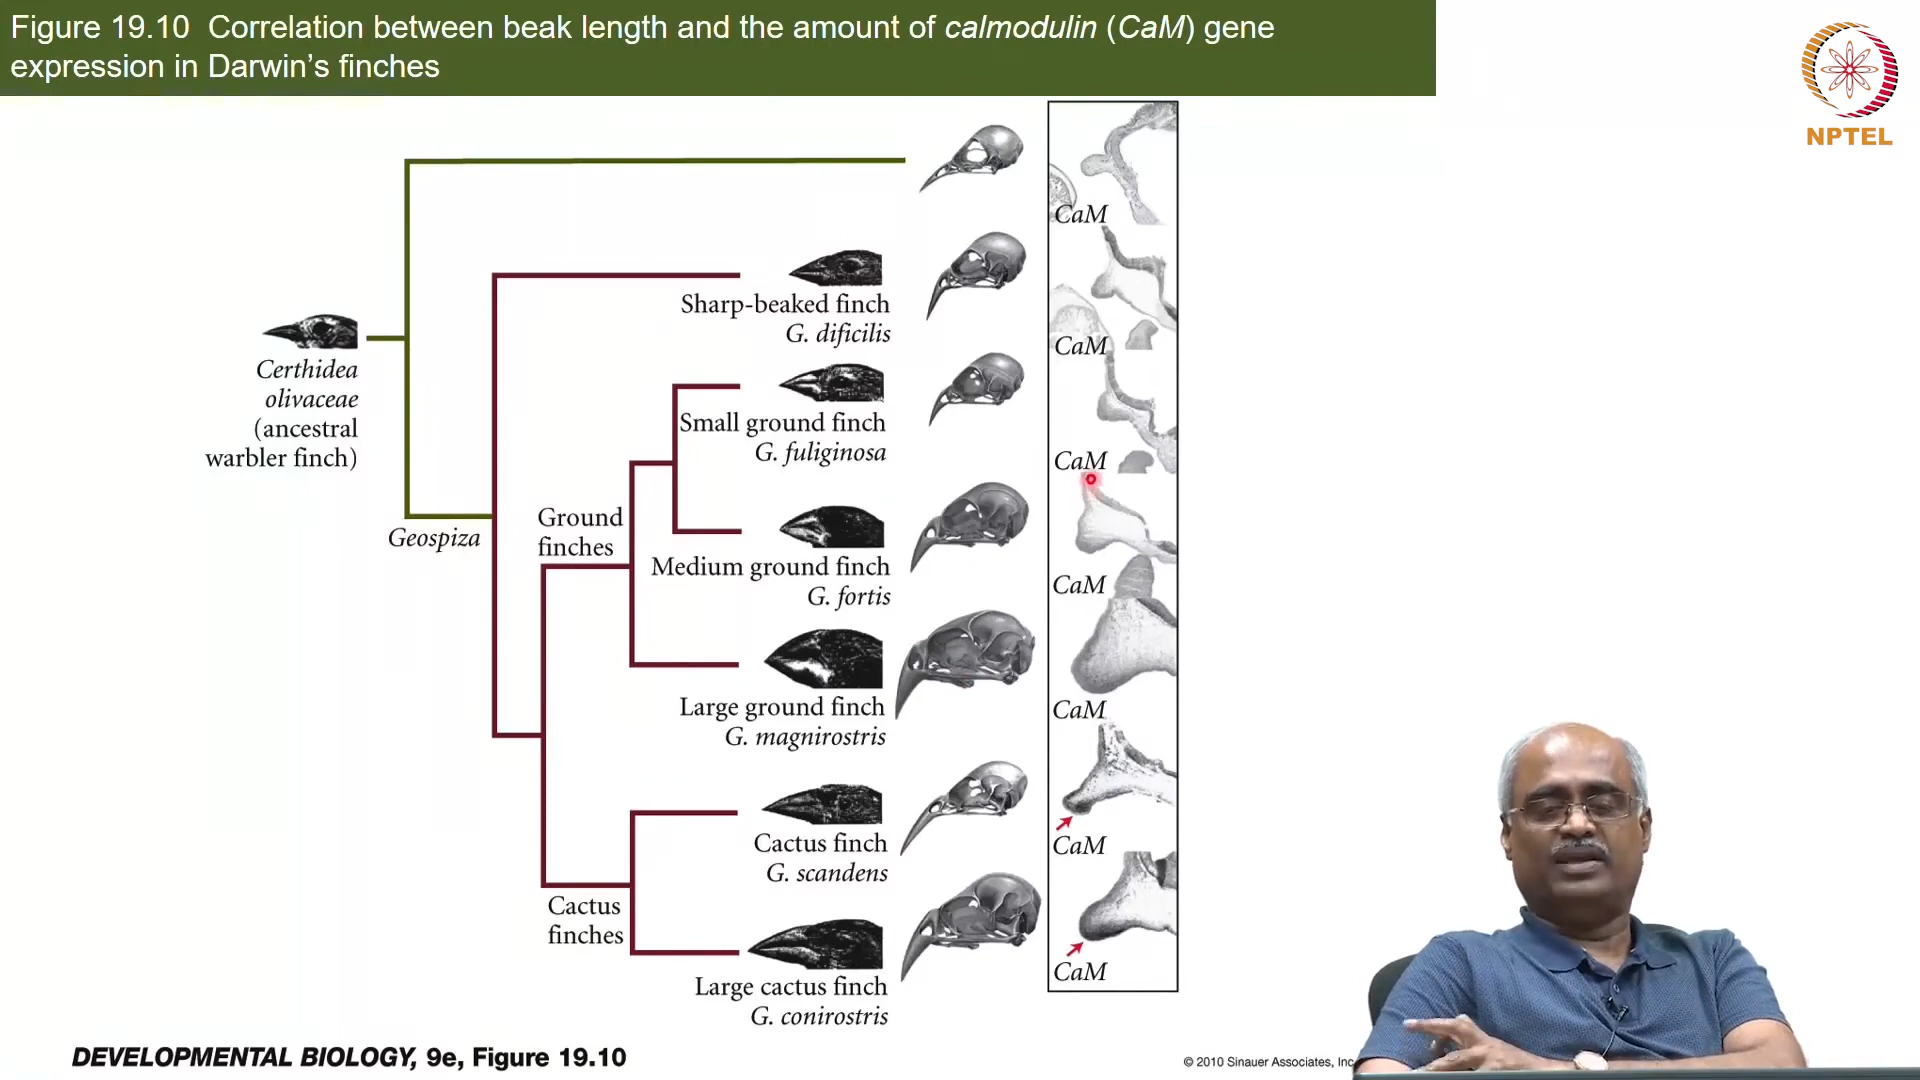 Figure 19.10 Correlation between beak length and the amount of calmodulin (CaM) gene
expression in Darwin's finches
NPTEL
CaM
Sharp-beaked finch
G. dificilis
CaM
Certhidea
olivaceae
(ancestral
warbler finch)
Small ground finch
G. fuliginosa
CaM
Geospiza
Ground
finches
Medium ground finch
G. fortis
CaM
Large ground finch
G. magnirostris
CaM
Cactus finch
G. scandens
CaM
Cactus
finches
Large cactus finch
G. conirostris
CaM
DEVELOPMENTAL BIOLOGY, 9e, Figure 19.10
© 2010 Sinauer Associates, Inc